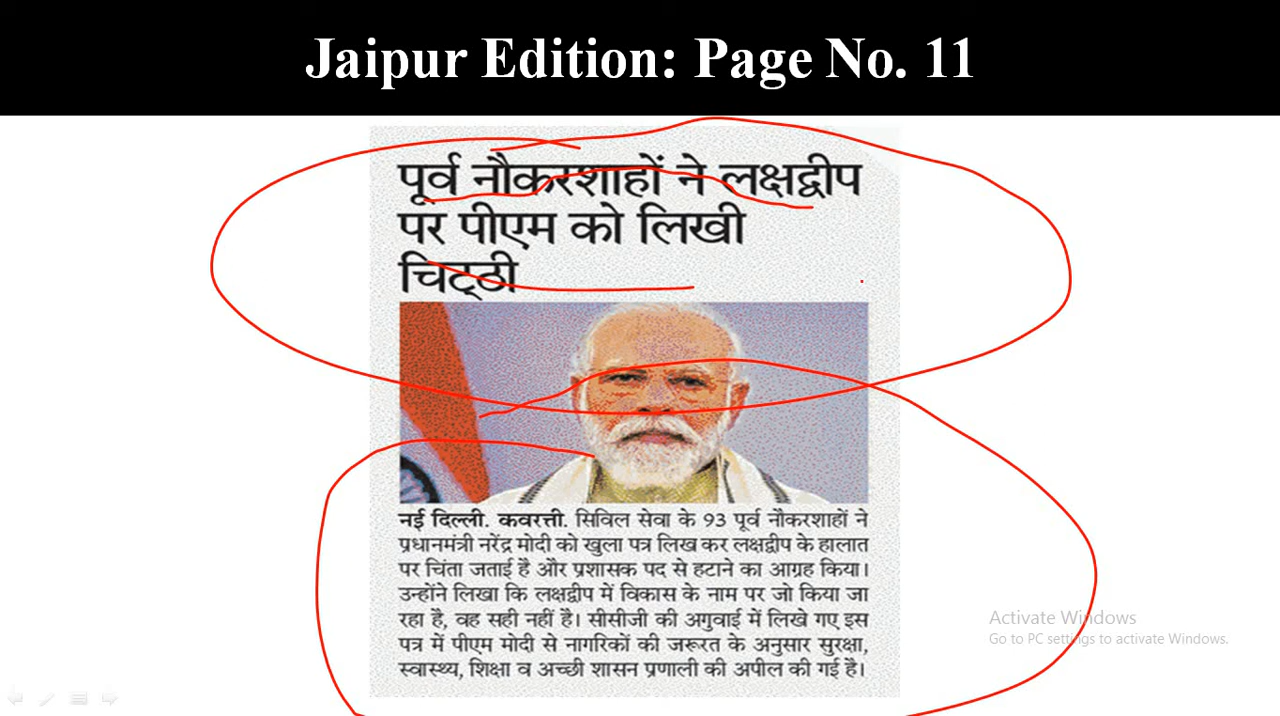 Jaipur Edition: Page No. 11
पूर्व नौकरशाहों ने लक्षद्वीप
पर पीएम को लिखी
चिट्ठी
नई दिल्ली. कवरत्ती. सिविल सेवा के 93 पूर्व नौकरशाहों ने
प्रधानमंत्री नरेंद्र मोदी को खुला पत्र लिख कर लक्षद्वीप के हालात
पर चिंता जताई है और प्रशासक पद से हटाने का आग्रह किया।
उन्होंने लिखा कि लक्षद्वीप में विकास के नाम पर जो किया जा
रहा है, वह सही नहीं है। सीसीजी की अगुवाई में लिखे गए इस
पत्र में पीएम मोदी से नागरिकों की जरूरत के अनुसार सुरक्षा,
स्वास्थ्य, शिक्षा व अच्छी शासन प्रणाली की अपील की गई है।
Activate Windows
Go to PC settings to activate Windows.